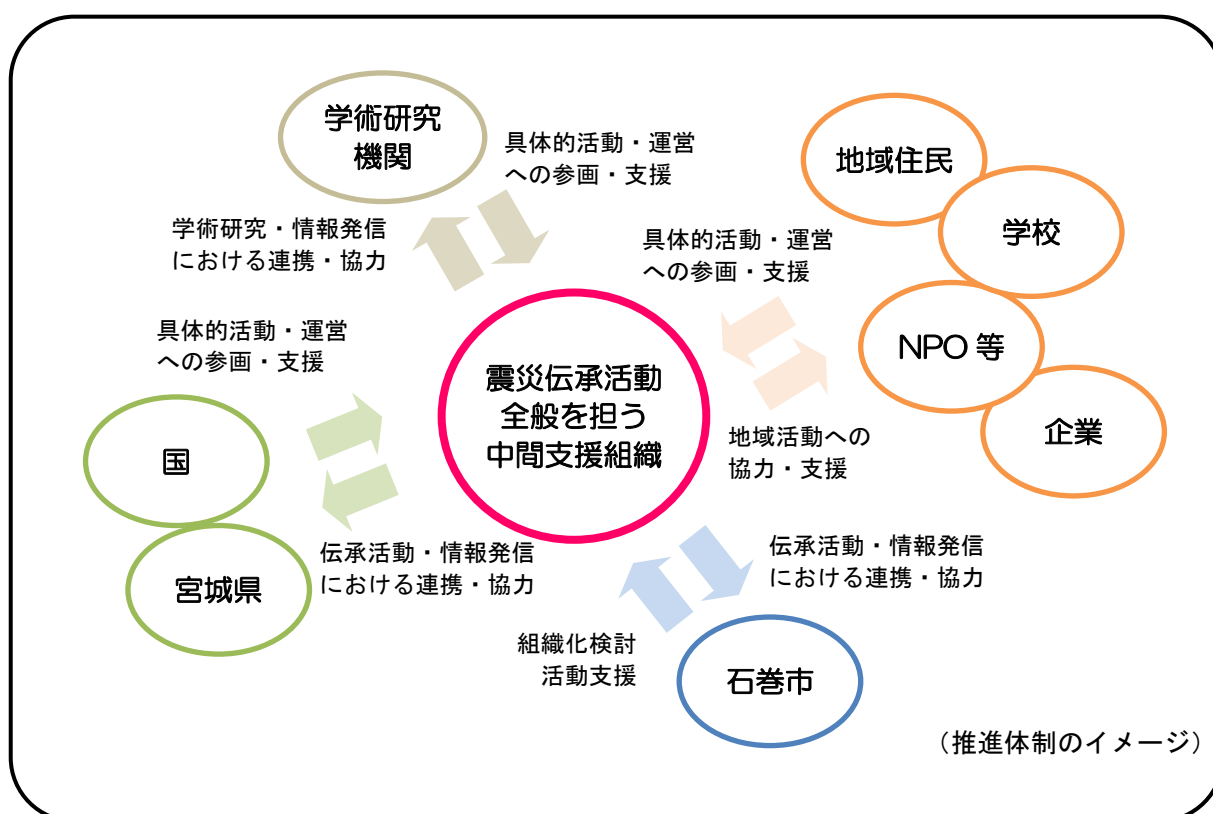 学術研究
機関
具体的活動・運営
への参画・支援
地域住民
学校
学術研究・情報発信
における連携・協力
具体的活動・運営
への参画・支援
具体的活動・運営
への参画・支援
NPO 等
震災伝承活動
全般を担う
中間支援組織
企業
地域活動への
協力・支援
国
伝承活動・情報発信
における連携・協力
宮城県
伝承活動・情報発信
における連携・協力
組織化検討
活動支援
石巻市
（推進体制のイメージ）